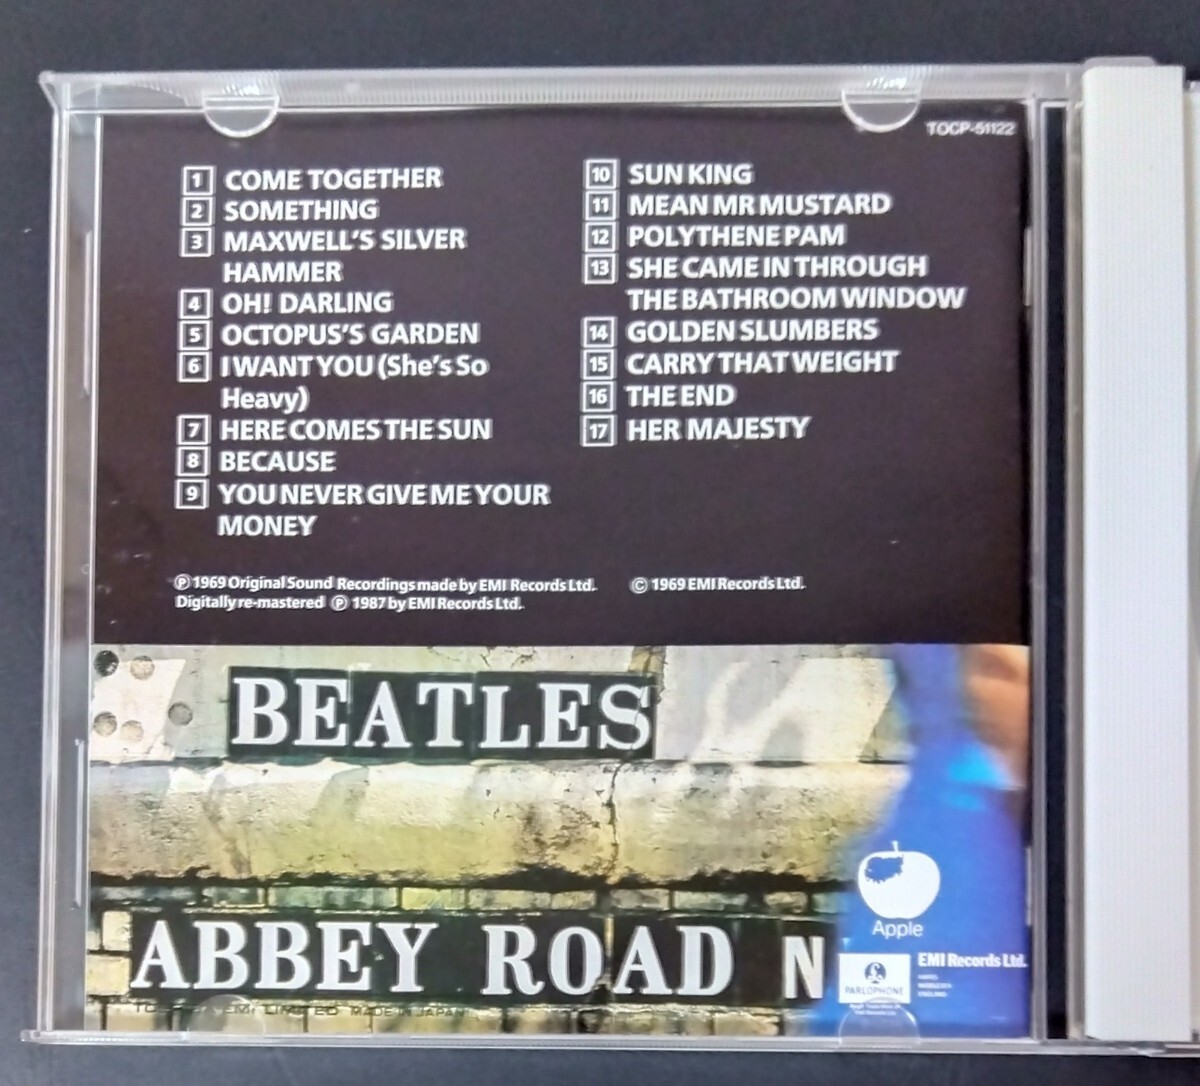 TOCP-51122
1 COME TOGETHER
2 SOMETHING
3 MAXWELL'S SILVER
HAMMER
4 OH! DARLING
5 OCTOPUS'S GARDEN
6 I WANT YOU (She's So
Heavy)
7 HERE COMES THE SUN
8 BECAUSE
9 YOU NEVER GIVE ME YOUR
MONEY
10 SUN KING
11 MEAN MR MUSTARD
12 POLYTHENE PAM
13 SHE CAME IN THROUGH
THE BATHROOM WINDOW
14 GOLDEN SLUMBERS
15 CARRY THAT WEIGHT
16 THE END
17 HER MAJESTY
℗ 1969 Original Sound Recordings made by EMI Records Ltd.
© 1969 EMI Records Ltd.
Digitally re-mastered ℗ 1987 by EMI Records Ltd.
BEATLES
ABBEY ROAD N
Apple
EMI Records Ltd.
HAYES
MIDDLESEX
ENGLAND
£
PARLOPHONE
EMI LIMITED MADE IN JAPAN